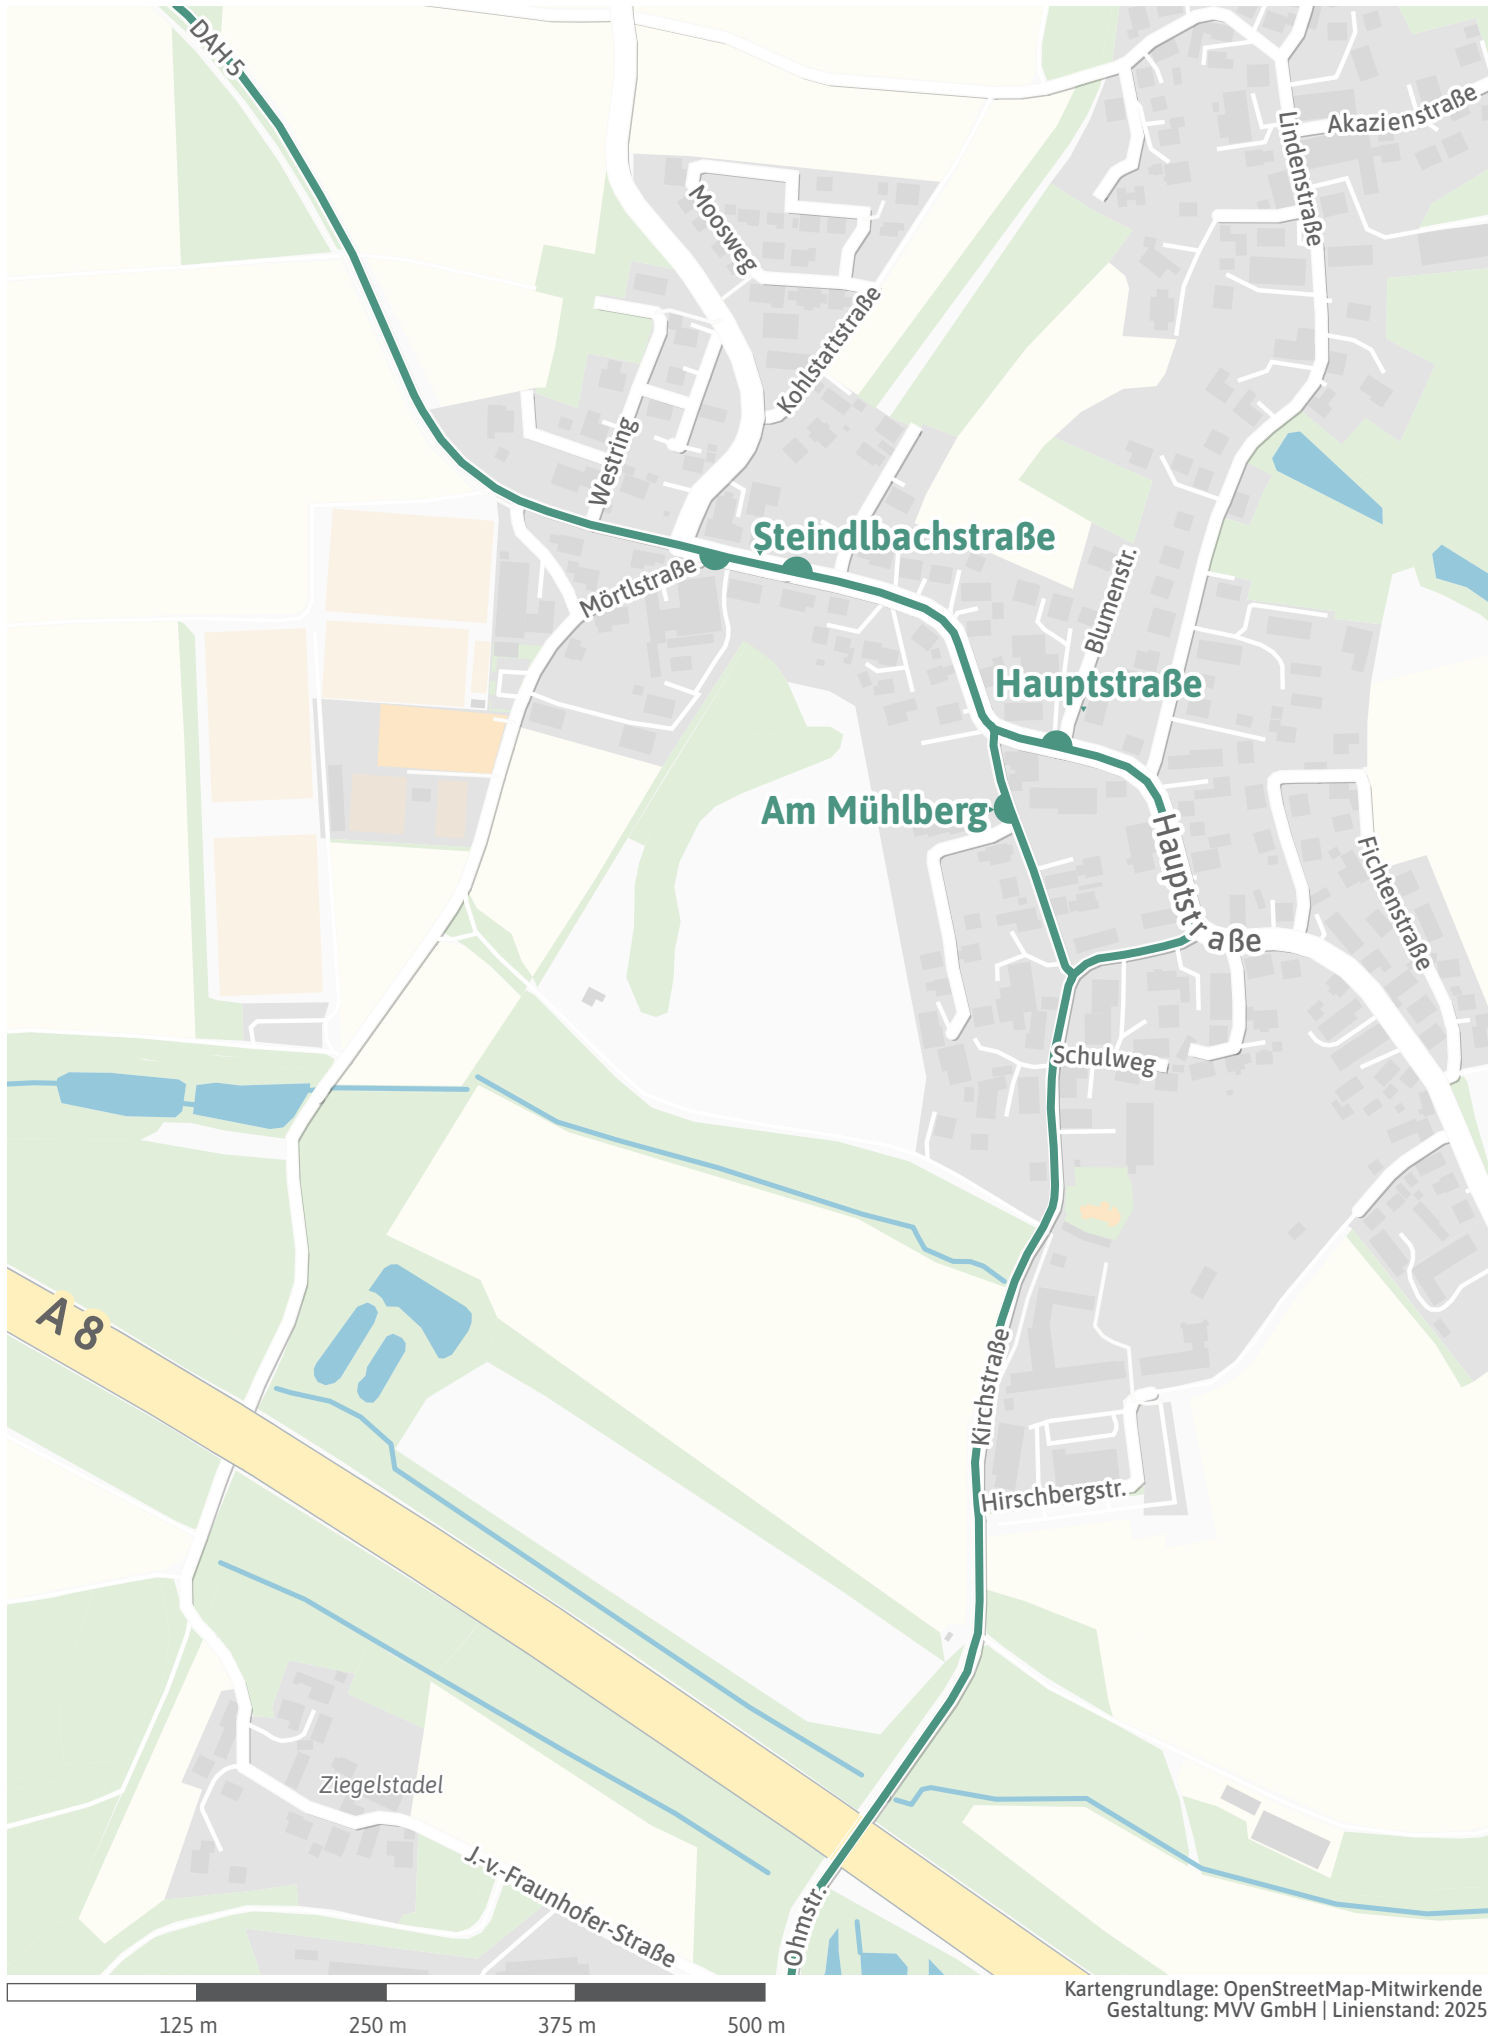 DAH 5
Akazienstraße
Lindenstraße
Moosweg
Kohlstattstraße
Westring
Steindlbachstraße
Mörtlstraße
Blumenstr.
Hauptstraße
Am Mühlberg
Hauptstraße
Fichtenstraße
Schulweg
A 8
Kirchstraße
Hirschbergstr.
Ziegelstadel
J.-v.-Fraunhofer-Straße
Ohmstr.
125 m 250 m 375 m 500 m
Kartengrundlage: OpenStreetMap-Mitwirkende
Gestaltung: MVV GmbH | Linienstand: 2025